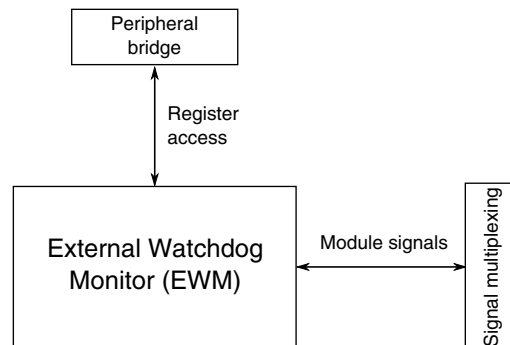 Peripheral
bridge
Register
access
External Watchdog
Monitor (EWM)
Module signals
Signal multiplexing